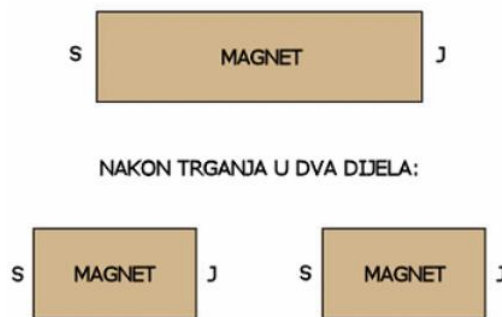 S MAGNET J
NAKON TRGANJA U DVA DIJELA:
S MAGNET J S MAGNET J